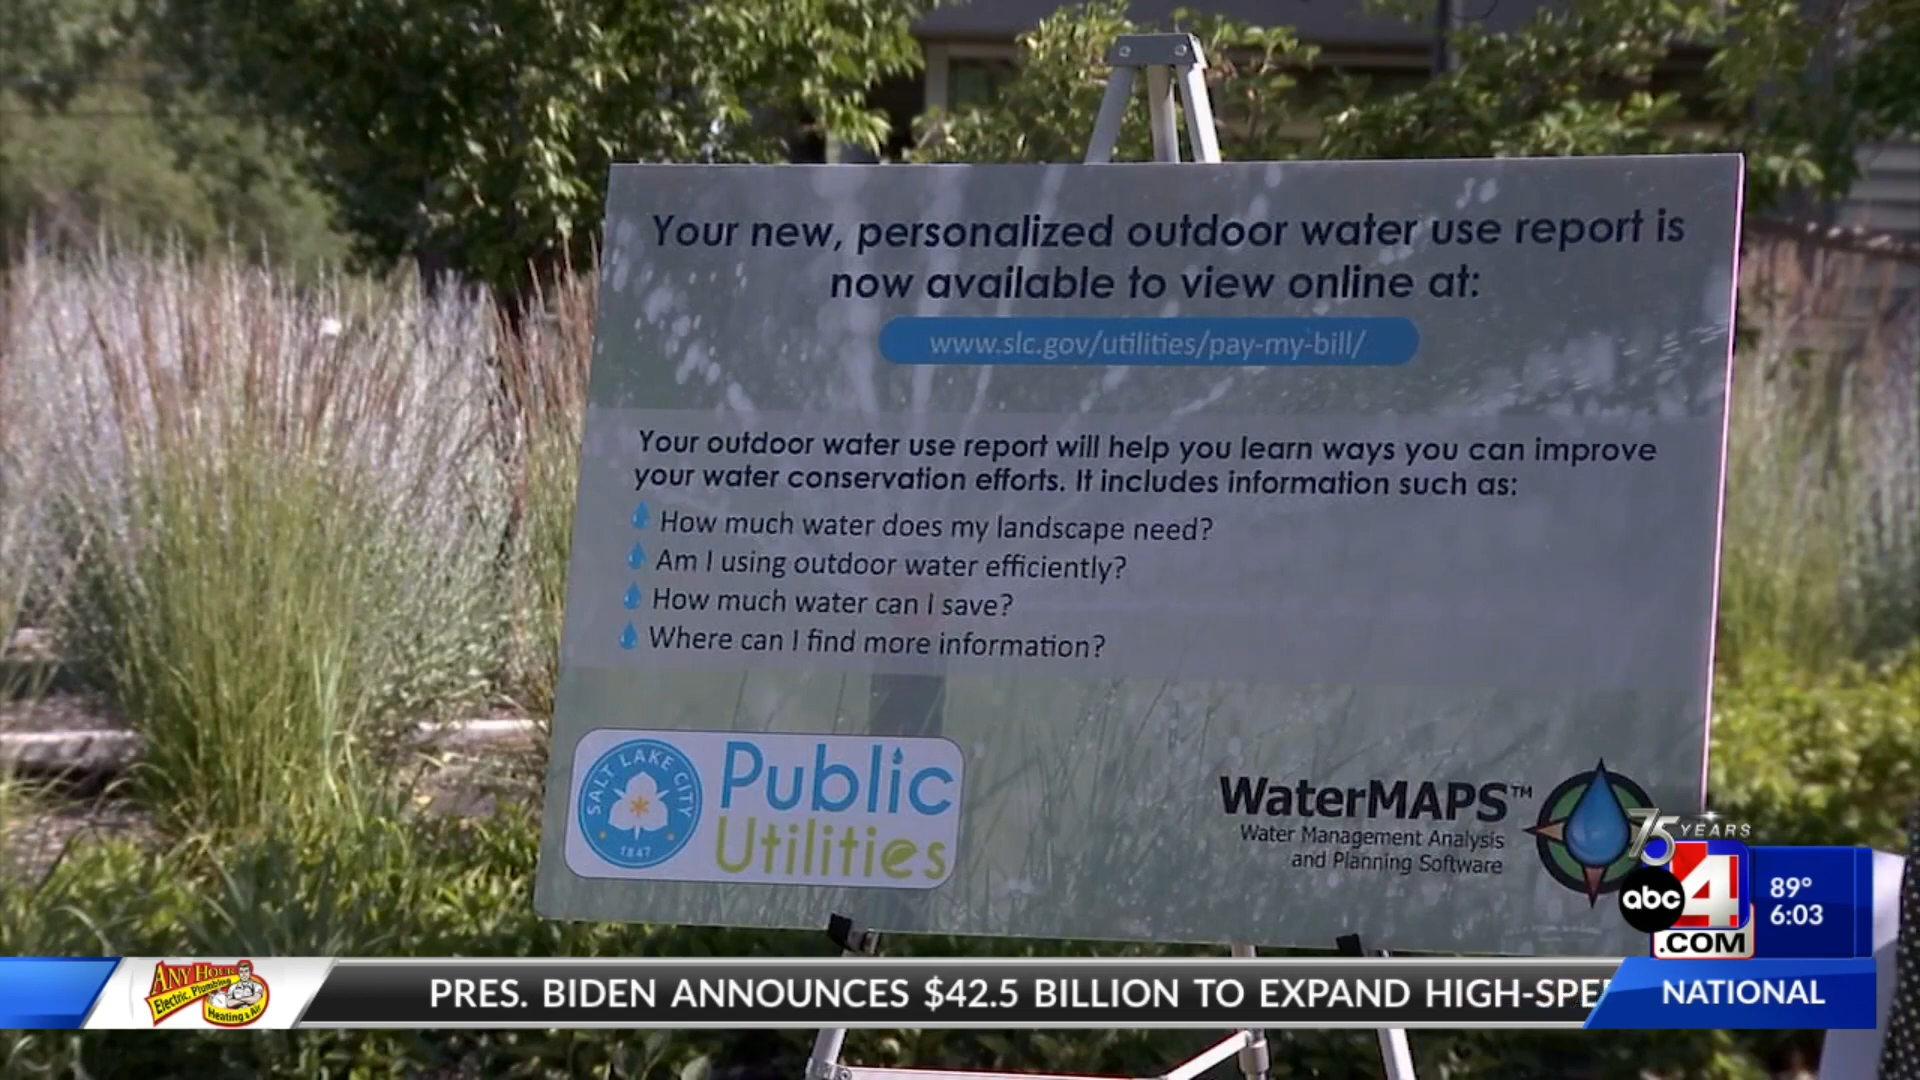 Your new, personalized outdoor water use report is
now available to view online at:
www.slc.gov/utilities/pay-my-bill/
Your outdoor water use report will help you learn ways you can improve
your water conservation efforts. It includes information such as:
How much water does my landscape need?
Am I using outdoor water efficiently?
How much water can I save?
Where can I find more information?
SALT LAKE CITY
1847
Public
Utilities
WaterMAPS™
Water Management Analysis
and Planning Software
75 YEARS
abc 4
.COM
89°
6:03
ANY HOUR
Electric, Plumbing
Heating & Air
PRES. BIDEN ANNOUNCES $42.5 BILLION TO EXPAND HIGH-SPE
NATIONAL